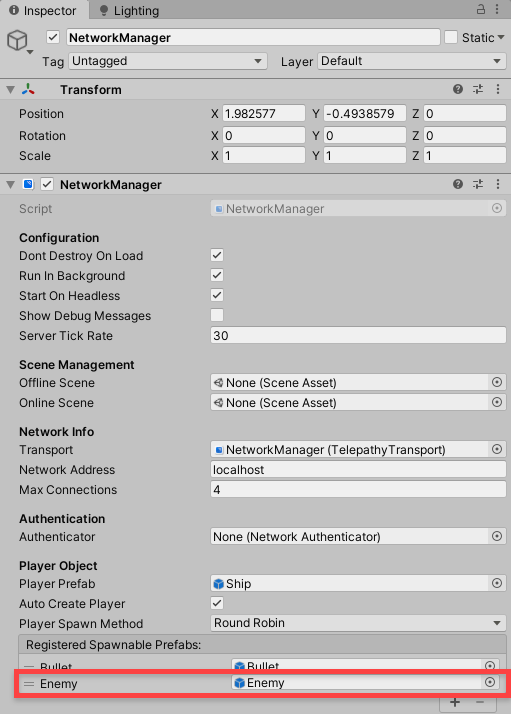 Inspector Lighting
NetworkManager Static
Tag Untagged Layer Default
Transform
Position X 1.982577 Y -0.4938579 Z 0
Rotation X 0 Y 0 Z 0
Scale X 1 Y 1 Z 1
NetworkManager
Script NetworkManager
Configuration
Dont Destroy On Load
Run In Background
Start On Headless
Show Debug Messages
Server Tick Rate 30
Scene Management
Offline Scene None (Scene Asset)
Online Scene None (Scene Asset)
Network Info
Transport NetworkManager (TelepathyTransport)
Network Address localhost
Max Connections 4
Authentication
Authenticator None (Network Authenticator)
Player Object
Player Prefab Ship
Auto Create Player
Player Spawn Method Round Robin
Registered Spawnable Prefabs:
Bullet Bullet
Enemy Enemy